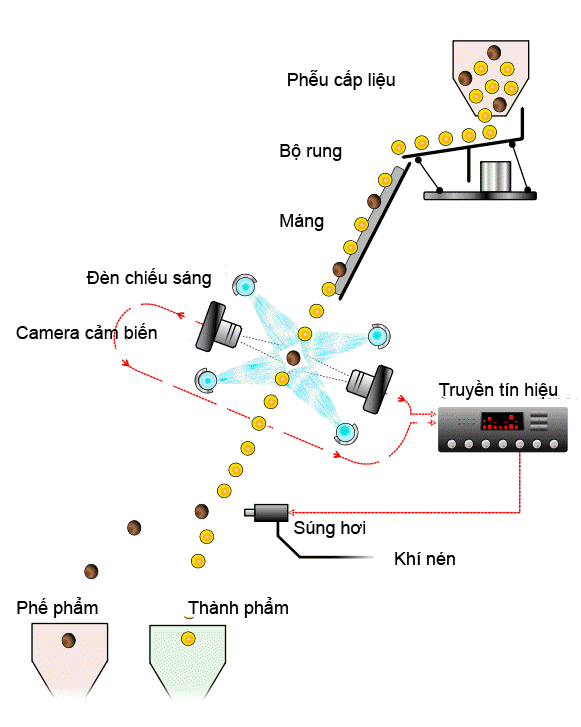 Phễu cấp liệu
Bộ rung
Máng
Đèn chiếu sáng
Camera cảm biến
Truyền tín hiệu
Súng hơi
Khí nén
Phế phẩm
Thành phẩm